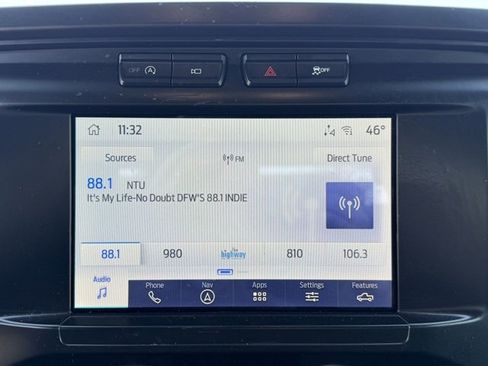 OFF
OFF
11:32
46°
Sources
FM
Direct Tune
88.1 NTU
It's My Life-No Doubt DFW'S 88.1 INDIE
88.1 980 the highway 810 106.3
Audio Phone Nav Apps Settings Features